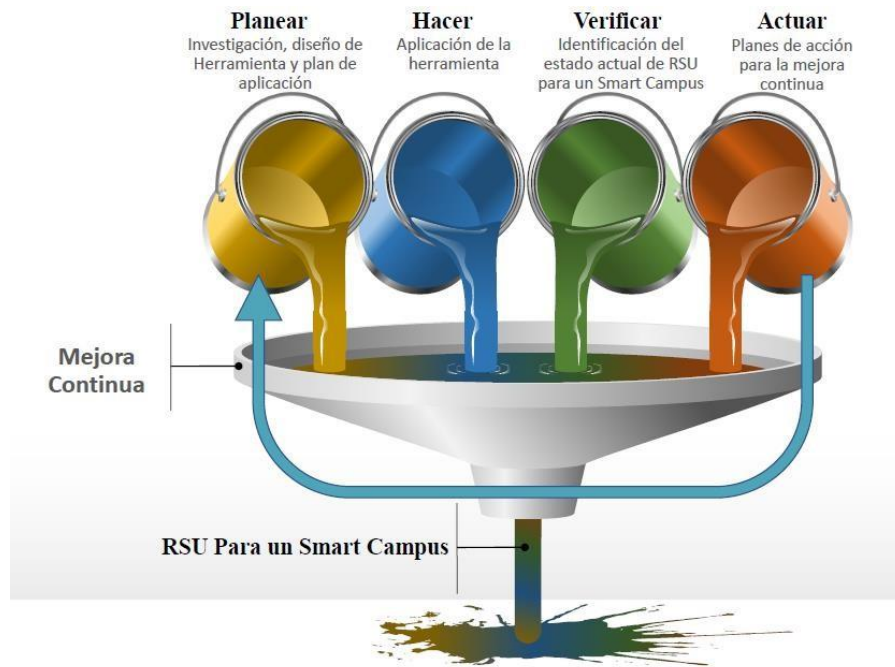 Planear
Investigación, diseño de
Herramienta y plan de
aplicación
Hacer
Aplicación de la
herramienta
Verificar
Identificación del
estado actual de RSU
para un Smart Campus
Actuar
Planes de acción
para la mejora
continua
Mejora
Continua
RSU Para un Smart Campus